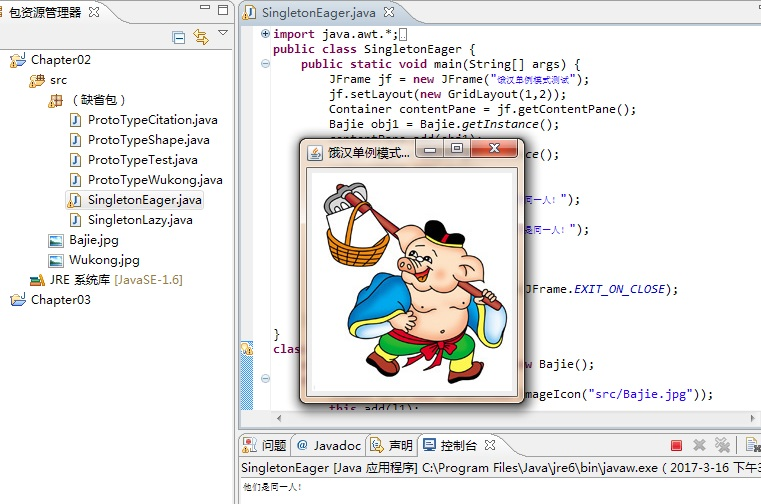 包资源管理器
Chapter02
src
（缺省包）
ProtoTypeCitation.java
ProtoTypeShape.java
ProtoTypeTest.java
ProtoTypeWukong.java
SingletonEager.java
SingletonLazy.java
Bajie.jpg
Wukong.jpg
JRE 系统库 [JavaSE-1.6]
Chapter03
SingletonEager.java
import java.awt.*;
public class SingletonEager {
public static void main(String[] args) {
JFrame jf = new JFrame("饿汉单例模式测试");
jf.setLayout(new GridLayout(1,2));
Container contentPane = jf.getContentPane();
Bajie obj1 = Bajie.getInstance();
contentPane.add(obj1);
ce();
饿汉单例模式...
同一人！");
是同一人！");
JFrame.EXIT_ON_CLOSE);
}
clas
w Bajie();
mageIcon("src/Bajie.jpg"));
this.add(l1);
问题
@ Javadoc
声明
控制台
SingletonEager [Java 应用程序] C:\Program Files\Java\jre6\bin\javaw.exe ( 2017-3-16 下午3
他们是同一人！